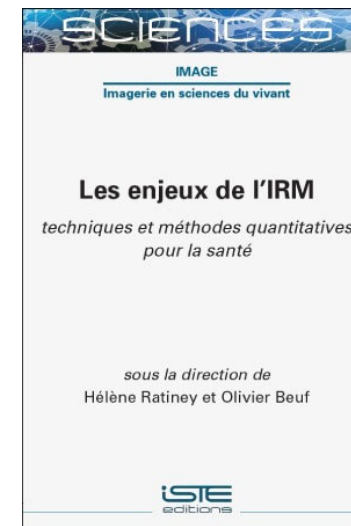 SCIENCES
IMAGE
Imagerie en sciences du vivant
Les enjeux de l'IRM
techniques et méthodes quantitatives
pour la santé
sous la direction de
Hélène Ratiney et Olivier Beuf
iSTE
editions